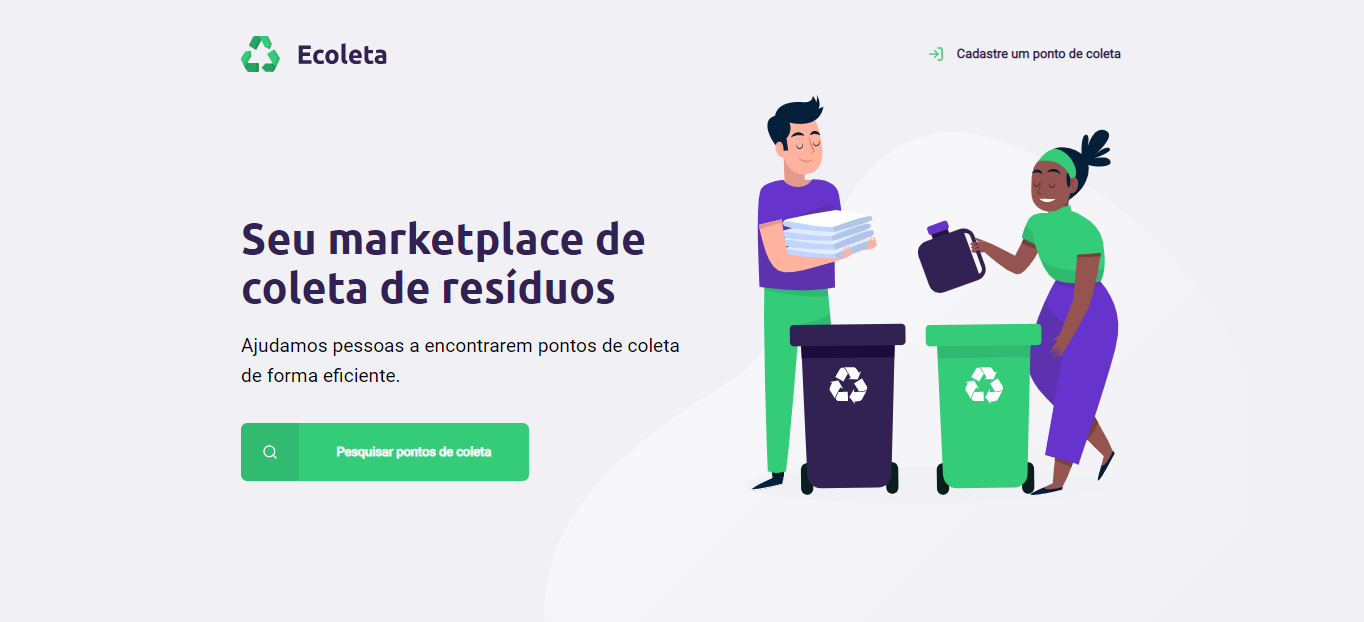 Ecoleta
Cadastre um ponto de coleta
Seu marketplace de
coleta de resíduos
Ajudamos pessoas a encontrarem pontos de coleta
de forma eficiente.
Pesquisar pontos de coleta